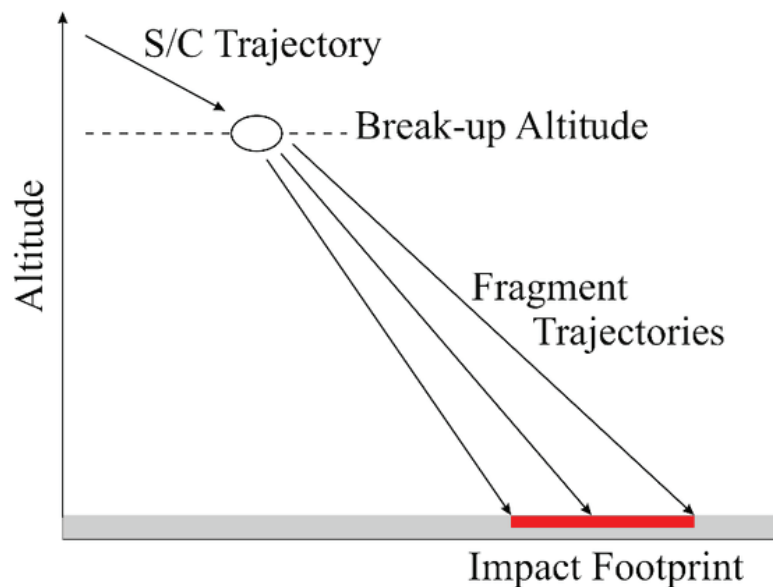 S/C Trajectory
Break-up Altitude
Altitude
Fragment
Trajectories
Impact Footprint